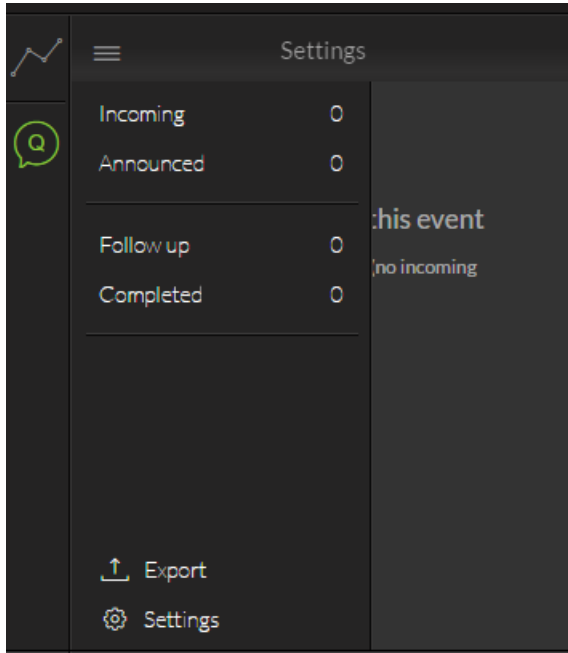 Settings
Q
Incoming 0
Announced 0
this event
Follow up 0
(no incoming
Completed 0
Export
Settings